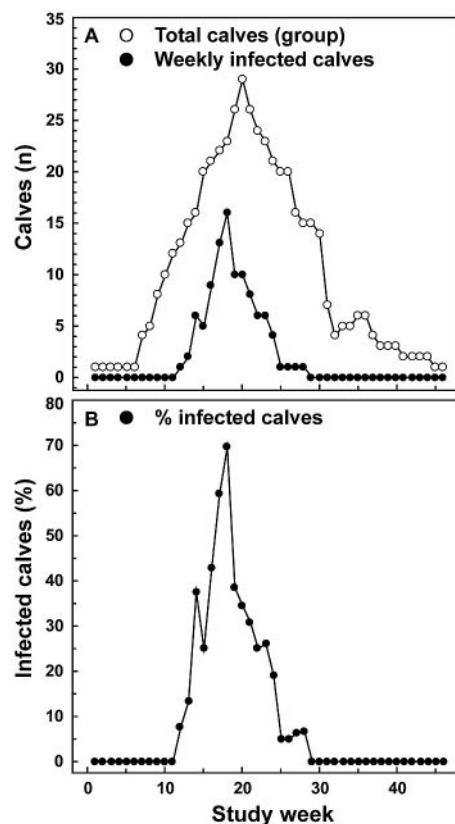 A
Total calves (group)
Weekly infected calves
35
30
25
20
15
10
5
0
Calves (n)
B
% infected calves
80
70
60
50
40
30
20
10
0
Infected calves (%)
0 10 20 30 40
Study week